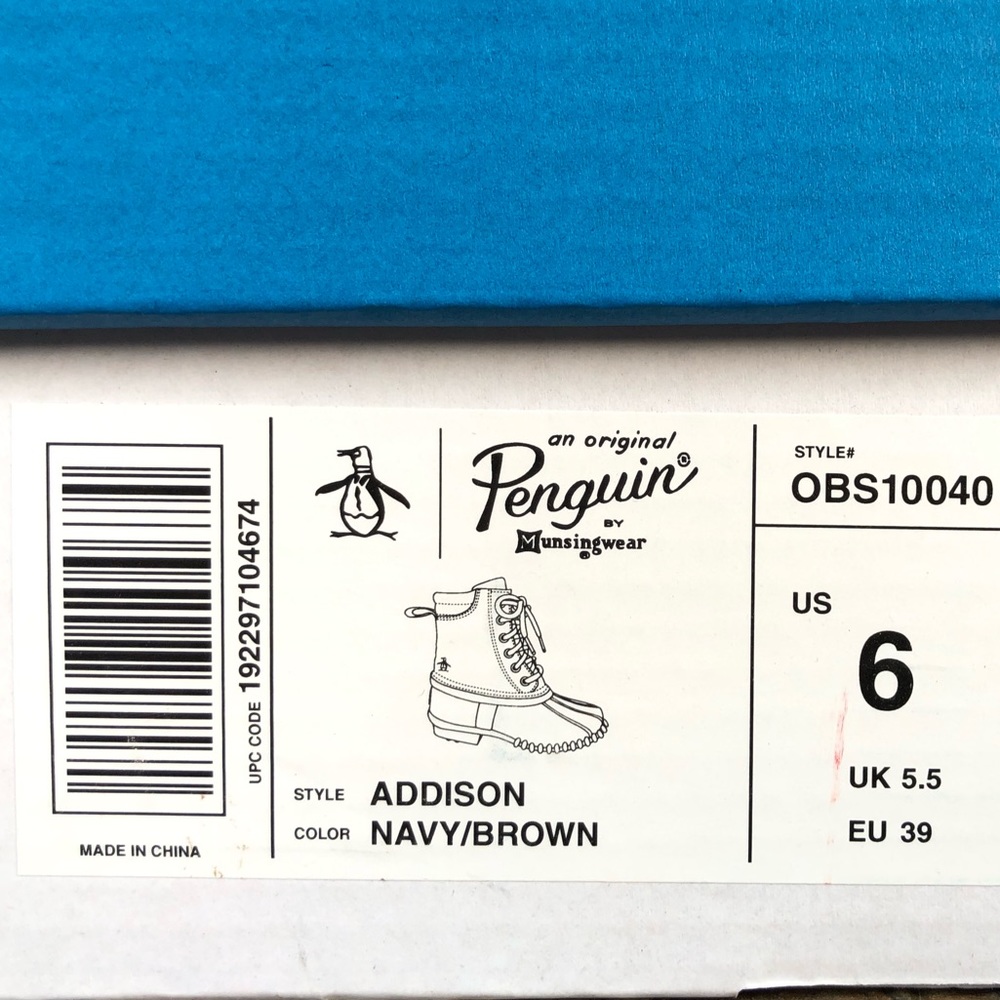 MADE IN CHINA
UPC CODE 192297104674
an original
Penguin®
BY
Munsingwear
®
STYLE ADDISON
COLOR NAVY/BROWN
STYLE#
OBS10040
US
6
UK 5.5
EU 39